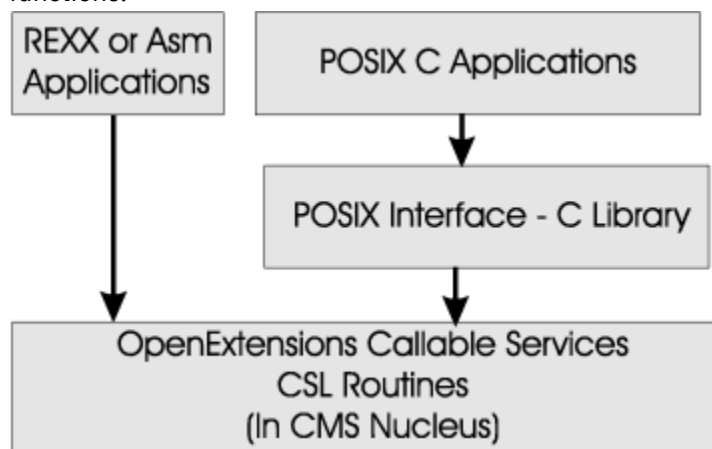 functions.
REXX or Asm
Applications
POSIX C Applications
POSIX Interface - C Library
OpenExtensions Callable Services
CSL Routines
(In CMS Nucleus)